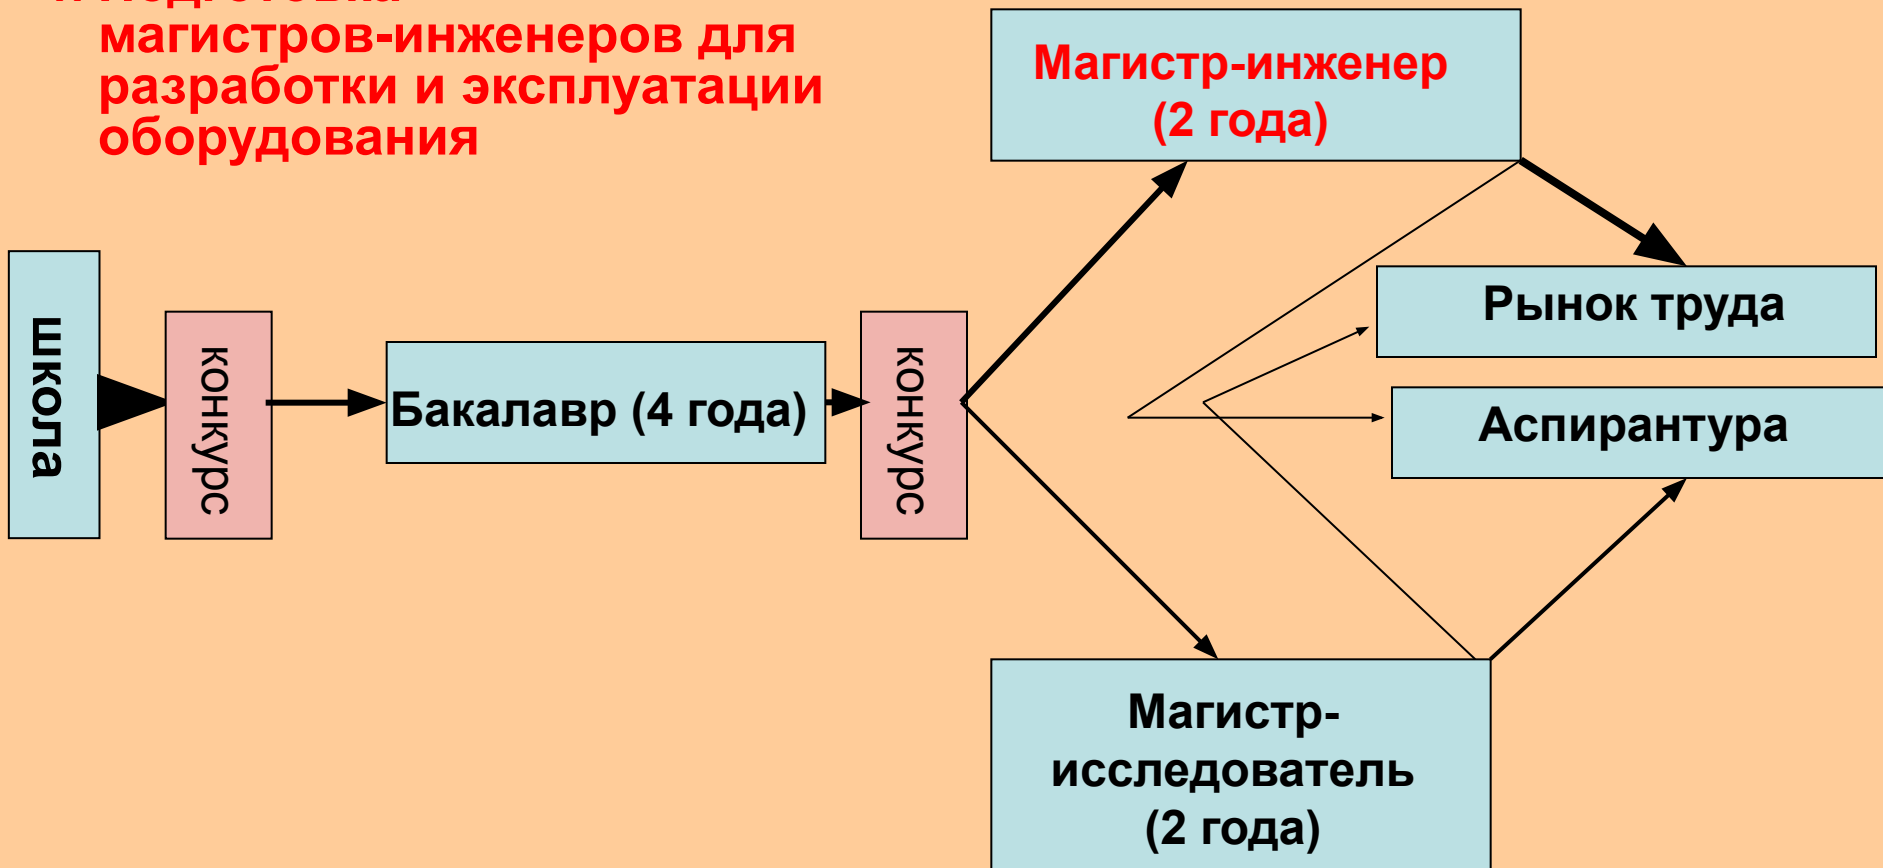 Подготовка
магистров-инженеров для
разработки и эксплуатации
оборудования
Магистр-инженер
(2 года)
школа
конкурс
Бакалавр (4 года)
конкурс
Рынок труда
Аспирантура
Магистр-
исследователь
(2 года)